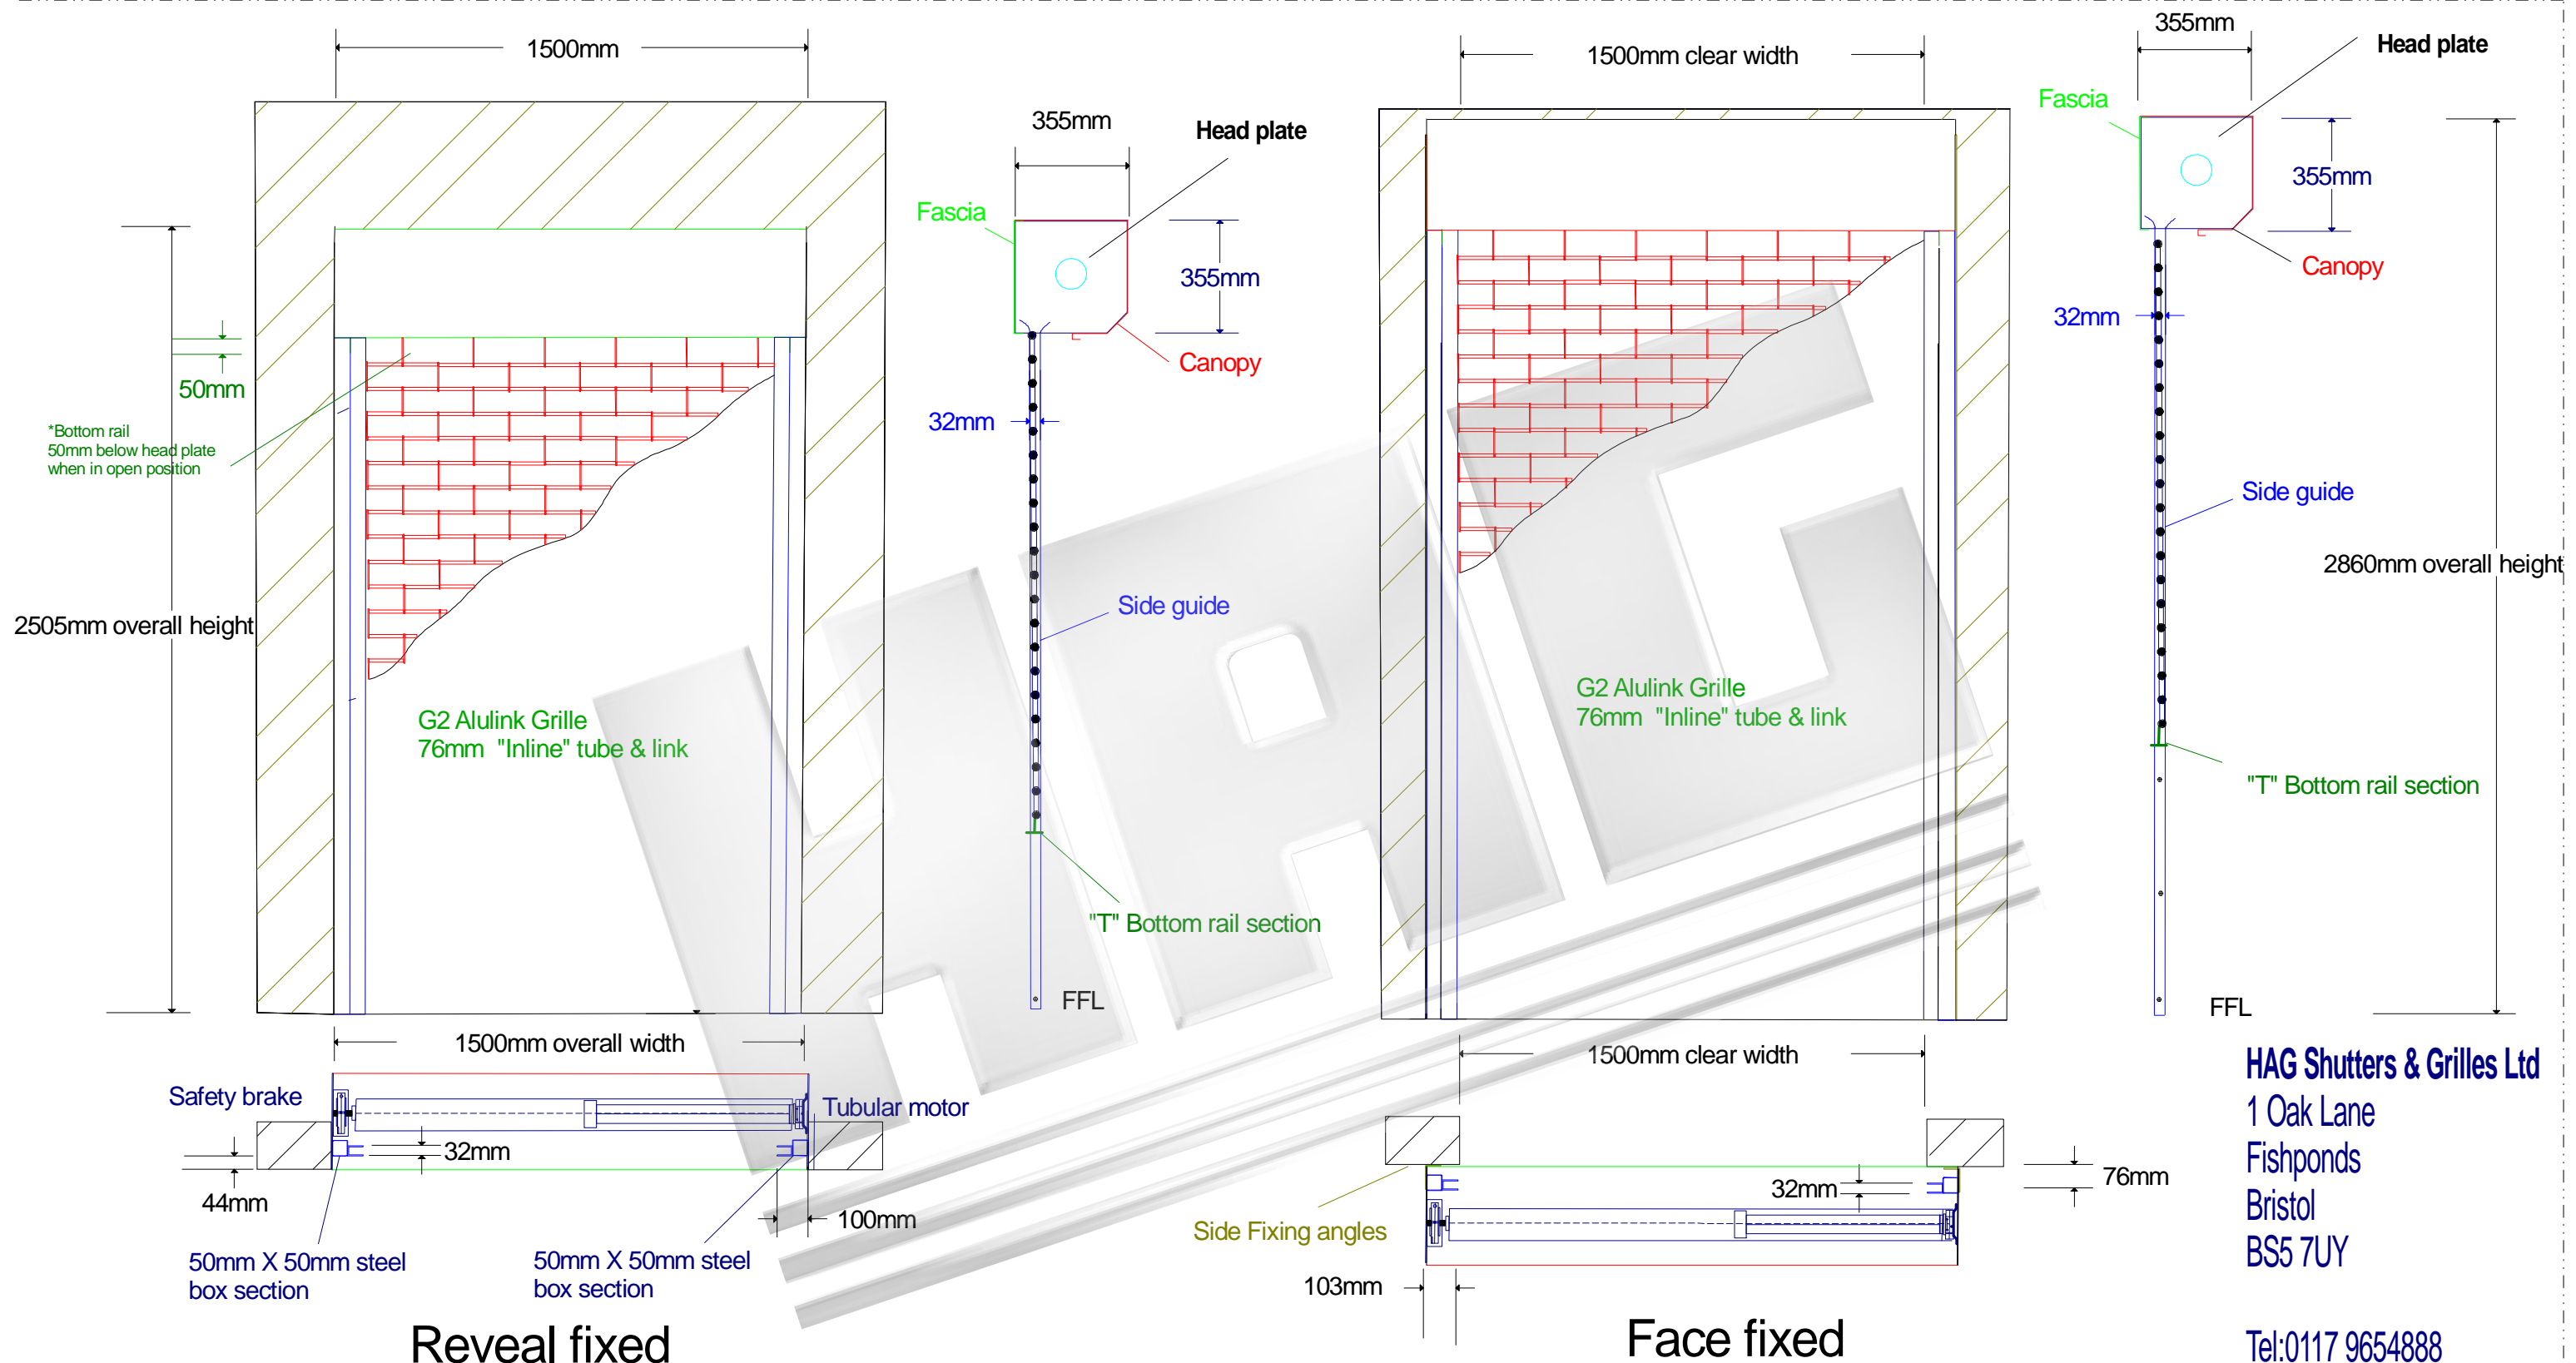 1500mm
355mm
Head plate
Fascia
355mm
Canopy
50mm
*Bottom rail
50mm below head plate
when in open position
32mm
Side guide
2505mm overall height
G2 Alulink Grille
76mm "Inline" tube & link
"T" Bottom rail section
FFL
1500mm overall width
Safety brake
Tubular motor
32mm
44mm
100mm
50mm X 50mm steel
box section
50mm X 50mm steel
box section
Reveal fixed
1500mm clear width
355mm
Head plate
Fascia
355mm
Canopy
32mm
Side guide
2860mm overall height
G2 Alulink Grille
76mm "Inline" tube & link
"T" Bottom rail section
FFL
1500mm clear width
76mm
32mm
Side Fixing angles
103mm
Face fixed
HAG
HAG Shutters & Grilles Ltd
1 Oak Lane
Fishponds
Bristol
BS5 7UY
Tel:0117 9654888